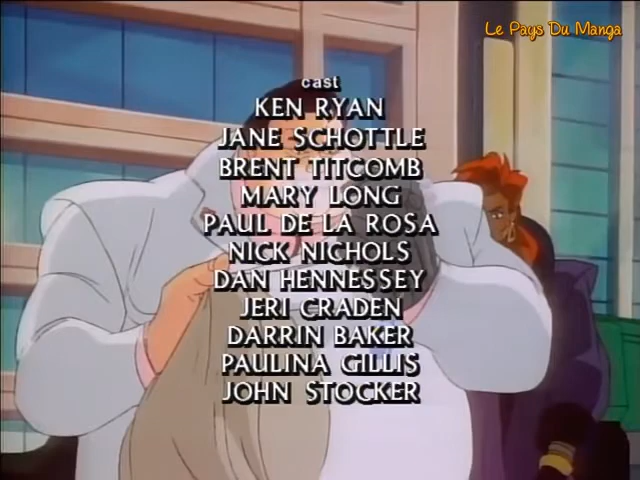 Le Pays Du Manga
cast
KEN RYAN
JANE SCHOTTLE
BRENT TITCOMB
MARY LONG
PAUL DE LA ROSA
NICK NICHOLS
DAN HENNESSEY
JERI CRADEN
DARRIN BAKER
PAULINA GILLIS
JOHN STOCKER